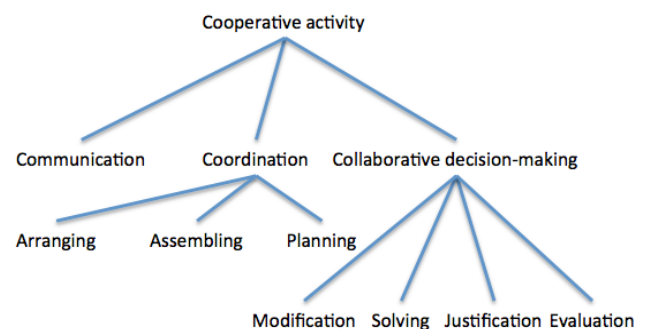 Cooperative activity
Communication
Coordination
Collaborative decision-making
Arranging
Assembling
Planning
Modification
Solving
Justification
Evaluation